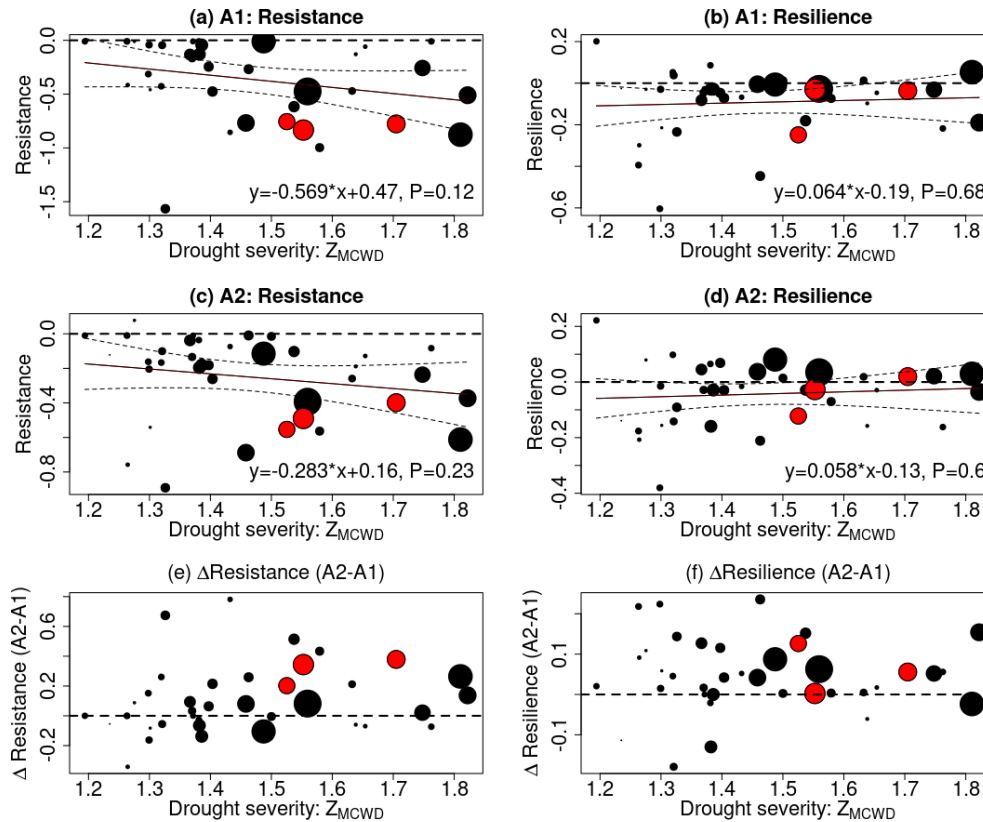 (a) A1: Resistance
Resistance
0.0
-0.5
-1.0
-1.5
y=-0.569*x+0.47, P=0.12
1.2 1.3 1.4 1.5 1.6 1.7 1.8
Drought severity: Z_MCWD
(b) A1: Resilience
Resilience
0.2
-0.2
-0.6
y=0.064*x-0.19, P=0.68
1.2 1.3 1.4 1.5 1.6 1.7 1.8
Drought severity: Z_MCWD
(c) A2: Resistance
Resistance
0.0
-0.4
-0.8
y=-0.283*x+0.16, P=0.23
1.2 1.3 1.4 1.5 1.6 1.7 1.8
Drought severity: Z_MCWD
(d) A2: Resilience
Resilience
0.2
0.0
-0.2
-0.4
y=0.058*x-0.13, P=0.6
1.2 1.3 1.4 1.5 1.6 1.7 1.8
Drought severity: Z_MCWD
(e) ΔResistance (A2-A1)
Δ Resistance (A2-A1)
0.6
0.2
-0.2
1.2 1.3 1.4 1.5 1.6 1.7 1.8
Drought severity: Z_MCWD
(f) ΔResilience (A2-A1)
Δ Resilience (A2-A1)
0.1
-0.1
1.2 1.3 1.4 1.5 1.6 1.7 1.8
Drought severity: Z_MCWD